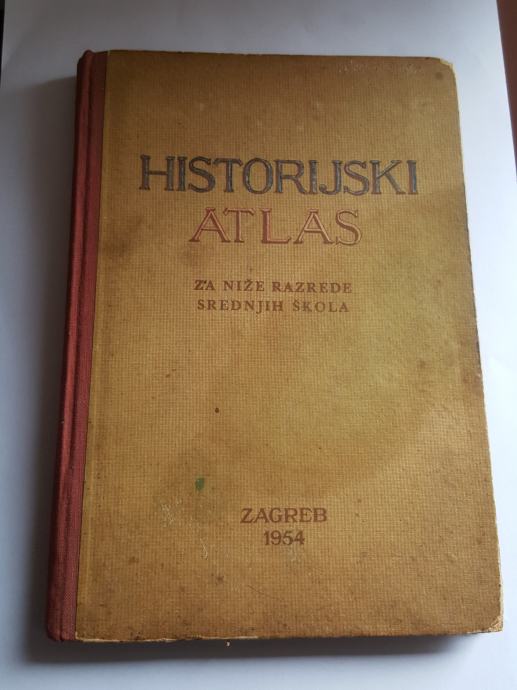 HISTORIJSKI
ATLAS
ZA NIŽE RAZREDE
SREDNJIH ŠKOLA
ZAGREB
1954